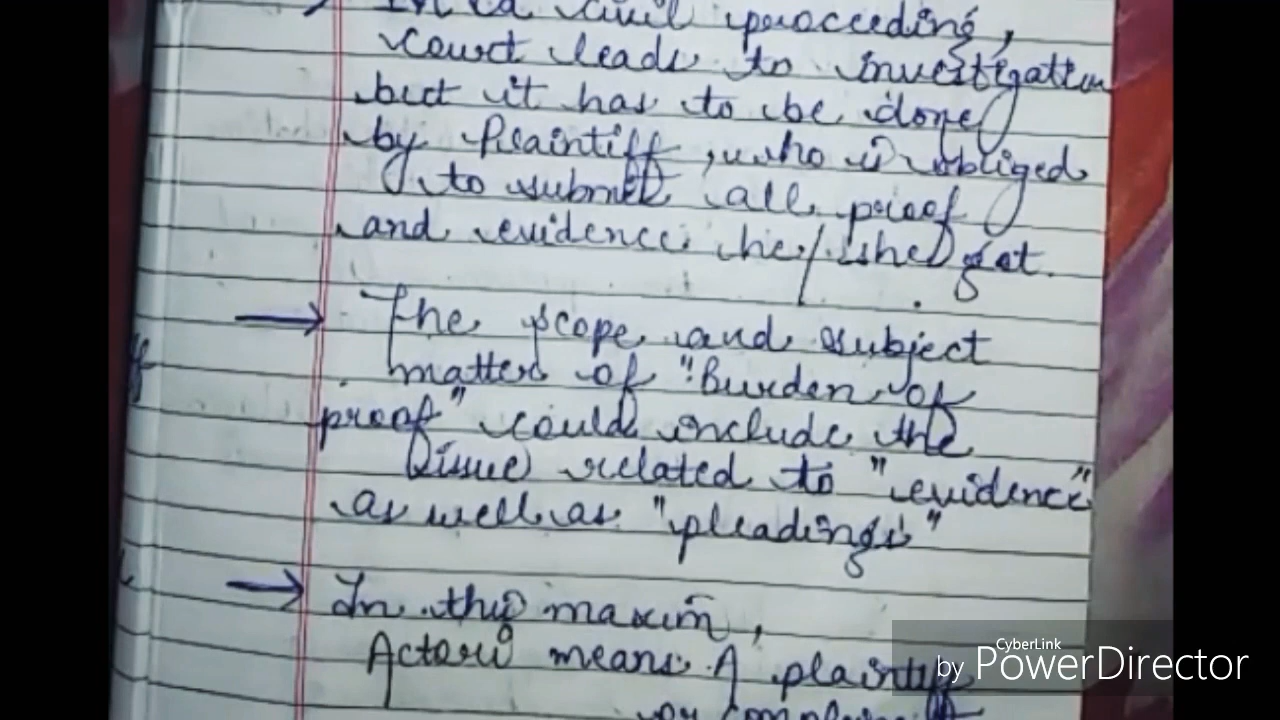 In a civil proceeding,
court leads to investigation
but it has to be done
by Plaintiff, who is obliged
to submit all proof
and evidence he/she get.
→ The scope and subject
matter of "Burden of
proof" could include the
issue related to "evidence"
as well as "pleadings"
→ In this maxim,
Actori means A plaintiff
or
CyberLink
by PowerDirector